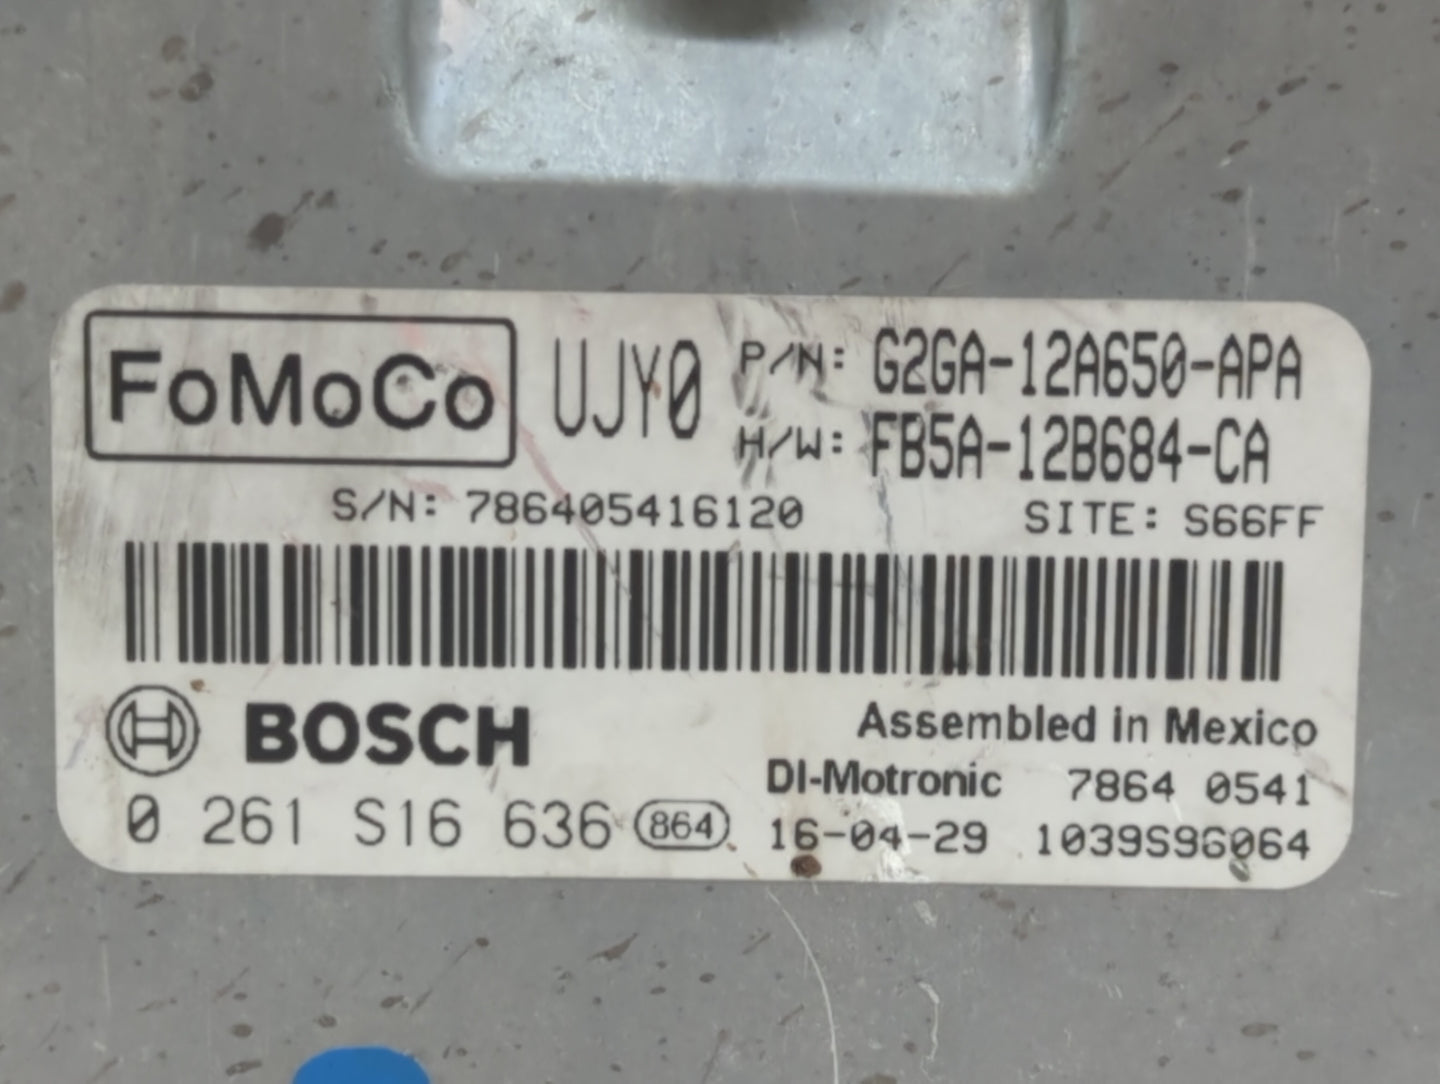 FoMoCo UJY0 P/N: G2GA-12A650-APA
H/W: FB5A-12B684-CA
S/N: 786405416120 SITE: S66FF
BOSCH Assembled in Mexico
DI-Motronic 7864 0541
0 261 S16 636 864 16-04-29 1039S96064